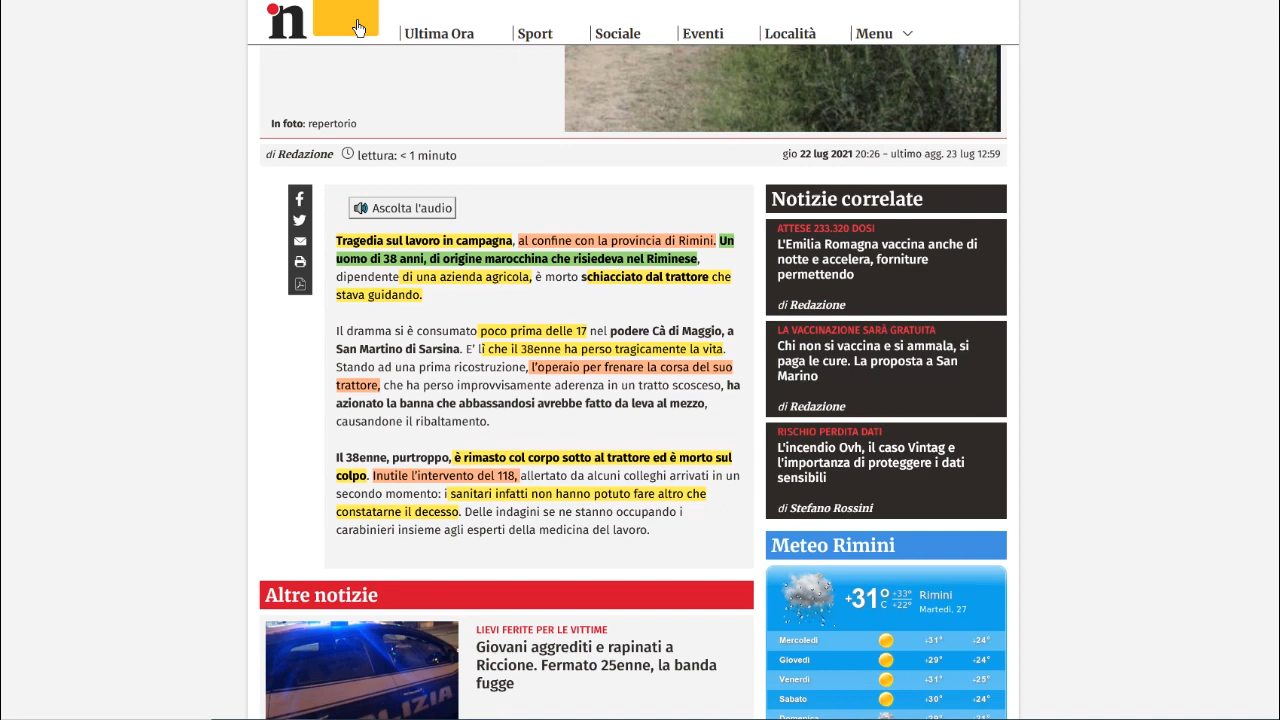 n
Ultima Ora
Sport
Sociale
Eventi
Località
Menu
In foto: repertorio
di Redazione lettura: < 1 minuto
gio 22 lug 2021 20:26 – ultimo agg. 23 lug 12:59
Ascolta l'audio
Tragedia sul lavoro in campagna, al confine con la provincia di Rimini. Un
uomo di 38 anni, di origine marocchina che risiedeva nel Riminese,
dipendente di una azienda agricola, è morto schiacciato dal trattore che
stava guidando.
Il dramma si è consumato poco prima delle 17 nel podere Cà di Maggio, a
San Martino di Sarsina. E' lì che il 38enne ha perso tragicamente la vita.
Stando ad una prima ricostruzione, l'operaio per frenare la corsa del suo
trattore, che ha perso improvvisamente aderenza in un tratto scosceso, ha
azionato la banna che abbassandosi avrebbe fatto da leva al mezzo,
causandone il ribaltamento.
Il 38enne, purtroppo, è rimasto col corpo sotto al trattore ed è morto sul
colpo. Inutile l'intervento del 118, allertato da alcuni colleghi arrivati in un
secondo momento: i sanitari infatti non hanno potuto fare altro che
constatarne il decesso. Delle indagini se ne stanno occupando i
carabinieri insieme agli esperti della medicina del lavoro.
Notizie correlate
ATTESE 233.320 DOSI
L'Emilia Romagna vaccina anche di
notte e accelera, forniture
permettendo
di Redazione
LA VACCINAZIONE SARÀ GRATUITA
Chi non si vaccina e si ammala, si
paga le cure. La proposta a San
Marino
di Redazione
RISCHIO PERDITA DATI
L'incendio Ovh, il caso Vintag e
l'importanza di proteggere i dati
sensibili
di Stefano Rossini
Meteo Rimini
+31°C +33° +22° Rimini
Martedì, 27
Mercoledì +31° +24°
Giovedì +29° +24°
Venerdì +31° +25°
Sabato +30° +24°
Domenica +29° +21°
Altre notizie
LIEVI FERITE PER LE VITTIME
Giovani aggrediti e rapinati a
Riccione. Fermato 25enne, la banda
fugge
LIZIA